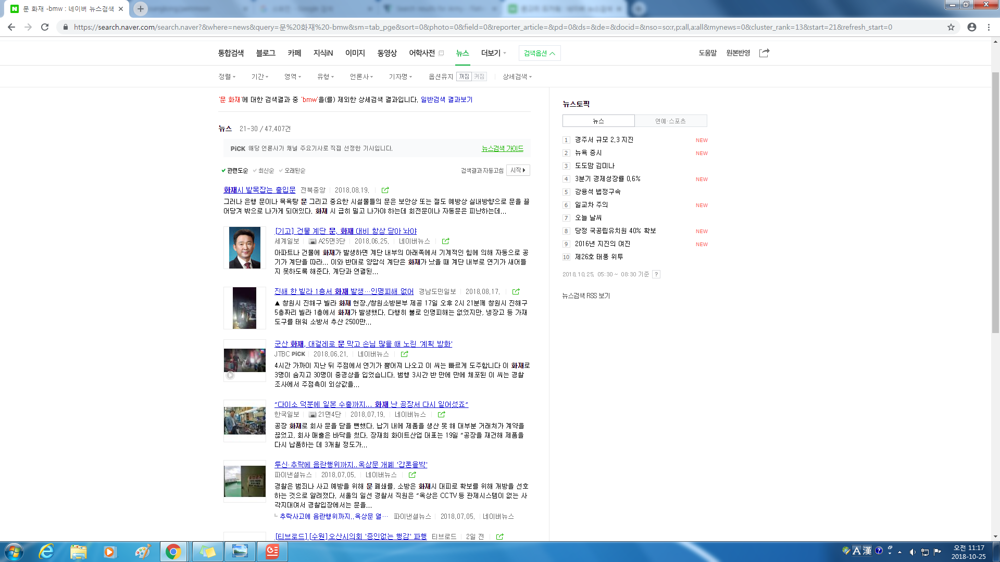 문 화재 -bmw : 네이버 뉴스검색
https://search.naver.com/search.naver?&where=news&query=문%20화재%20-bmw&sm=tab_pge&sort=0&photo=0&field=0&reporter_article=&pd=0&ds=&de=&docid=&nso=so:r,p:all,a:all&mynews=0&cluster_rank=13&start=21&refresh_start=0
통합검색 블로그 카페 지식iN 이미지 동영상 어학사전 뉴스 더보기 검색옵션 도움말 원본반영
정렬 기간 영역 유형 언론사 기자명 옵션유지 꺼짐 켜짐 상세검색
'문 화재'에 대한 검색결과 중 'bmw'을(를) 제외한 상세검색 결과입니다. 일반검색 결과보기
뉴스 21-30 / 47,407건
PiCK 해당 언론사가 채널 주요기사로 직접 선정한 기사입니다. 뉴스검색 가이드
관련도순 최신순 오래된순 검색결과 자동고침 시작
화재시 발목잡는 출입문 전북중앙 2018.08.19.
그러나 은행 문이나 목욕탕 문 그리고 중요한 시설물들의 문은 보안상 또는 절도 예방상 실내방향으로 문을 끌
어당겨 밖으로 나가게 되어있다. 화재 시 급히 밀고 나가야 하는데 회전문이나 자동문은 피난하는데...
[기고] 건물 계단 문, 화재 대비 항상 닫아 놔야
세계일보 A25면3단 2018.06.25. 네이버뉴스
아파트나 건물에 화재가 발생하면 계단 내부의 아래쪽에서 기계적인 힘에 의해 자동으로 공
기가 계단을 따라... 이와 반대로 양압식 계단은 화재가 났을 때 계단 내부로 연기가 새어들
지 못하도록 해준다. 계단과 연결된...
진해 한 빌라 1층서 화재 발생…인명피해 없어 경남도민일보 2018.08.17.
▲ 창원시 진해구 빌라 화재 현장./창원소방본부 제공 17일 오후 2시 21분께 창원시 진해구
5층짜리 빌라 1층에서 화재가 발생했다. 다행히 불로 인명피해는 없었지만, 냉장고 등 가재
도구를 태워 소방서 추산 2500만...
군산 화재, 대걸레로 문 막고 손님 많을 때 노린 '계획 방화'
JTBC PiCK 2018.06.21. 네이버뉴스
4시간 가까이 지난 뒤 주점에서 연기가 뿜어져 나오고 이 씨는 빠르게 도주합니다 이 화재로
3명이 숨지고 30명이 중경상을 입었습니다. 범행 3시간 반 만에 만에 체포된 이 씨는 경찰
조사에서 주점측이 외상값을...
“다이소 덕분에 일본 수출까지... 화재 난 공장서 다시 일어섰죠”
한국일보 21면4단 2018.07.19. 네이버뉴스
공장 화재로 회사 문을 닫을 뻔했다. 납기 내에 제품을 생산 못 해 대부분 거래처가 계약을
끊었고, 회사 매출은 바닥을 쳤다. 장재희 화이트산업 대표는 19일 “공장을 재건해 제품을
다시 납품하는 데 3개월 정도가...
투신·추락에 음란행위까지..옥상문 개폐 '갑론을박'
파이낸셜뉴스 2018.07.05. 네이버뉴스
경찰은 범죄나 사고 예방을 위해 문 폐쇄를, 소방은 화재시 대피로 확보를 위해 개방을 선호
하는 것으로 알려졌다. 서울의 일선 경찰서 직원은 “옥상은 CCTV 등 관제시스템이 없는 사
각지대여서 경찰입장에서는 문을...
추락사고에 음란행위까지..옥상문 열… 파이낸셜뉴스 2018.07.05. 네이버뉴스
[티브로드][수원]오산시의회 '증인없는 행감' 파행 티브로드 2일 전
뉴스토픽
뉴스 연예·스포츠
1 경주서 규모 2.3 지진 NEW
2 뉴욕 증시 NEW
3 도도맘 김미나
4 3분기 경제성장률 0.6% NEW
5 강용석 법정구속
6 일교차 주의 NEW
7 오늘 날씨
8 당정 국공립유치원 40% 확보 NEW
9 2016년 지진의 여진 NEW
10 제26호 태풍 위투
2018.10.25. 05:30 ~ 08:30 기준 ?
뉴스검색 RSS 보기
A 漢 ?
오전 11:17
2018-10-25